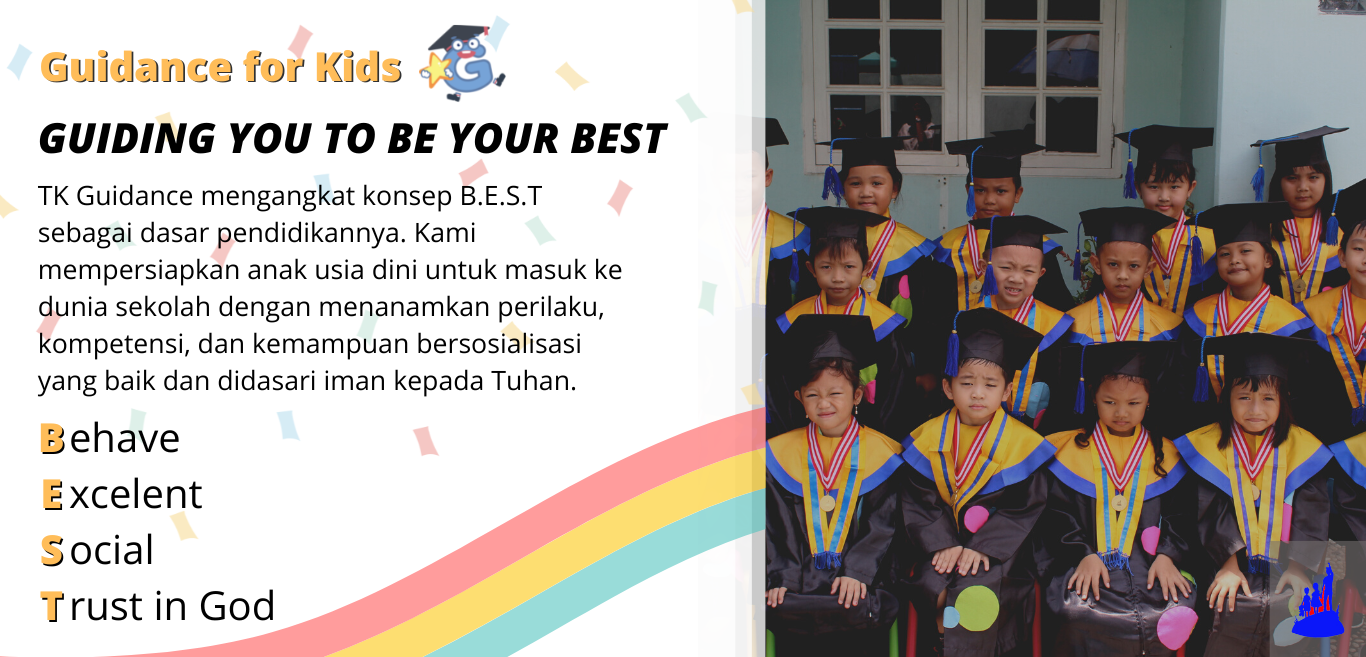 Guidance for Kids
GUIDING YOU TO BE YOUR BEST
TK Guidance mengangkat konsep B.E.S.T
sebagai dasar pendidikannya. Kami
mempersiapkan anak usia dini untuk masuk ke
dunia sekolah dengan menanamkan perilaku,
kompetensi, dan kemampuan bersosialisasi
yang baik dan didasari iman kepada Tuhan.
Behave
Excelent
Social
Trust in God